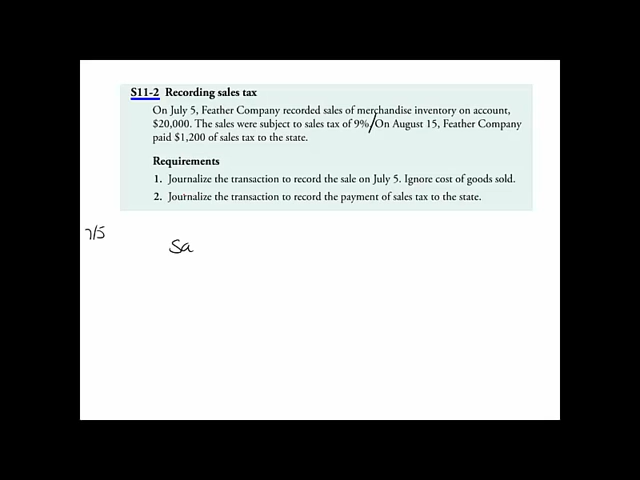 S11-2 Recording sales tax
On July 5, Feather Company recorded sales of merchandise inventory on account,
$20,000. The sales were subject to sales tax of 9%/On August 15, Feather Company
paid $1,200 of sales tax to the state.
Requirements
1. Journalize the transaction to record the sale on July 5. Ignore cost of goods sold.
2. Journalize the transaction to record the payment of sales tax to the state.
7/5
Sa